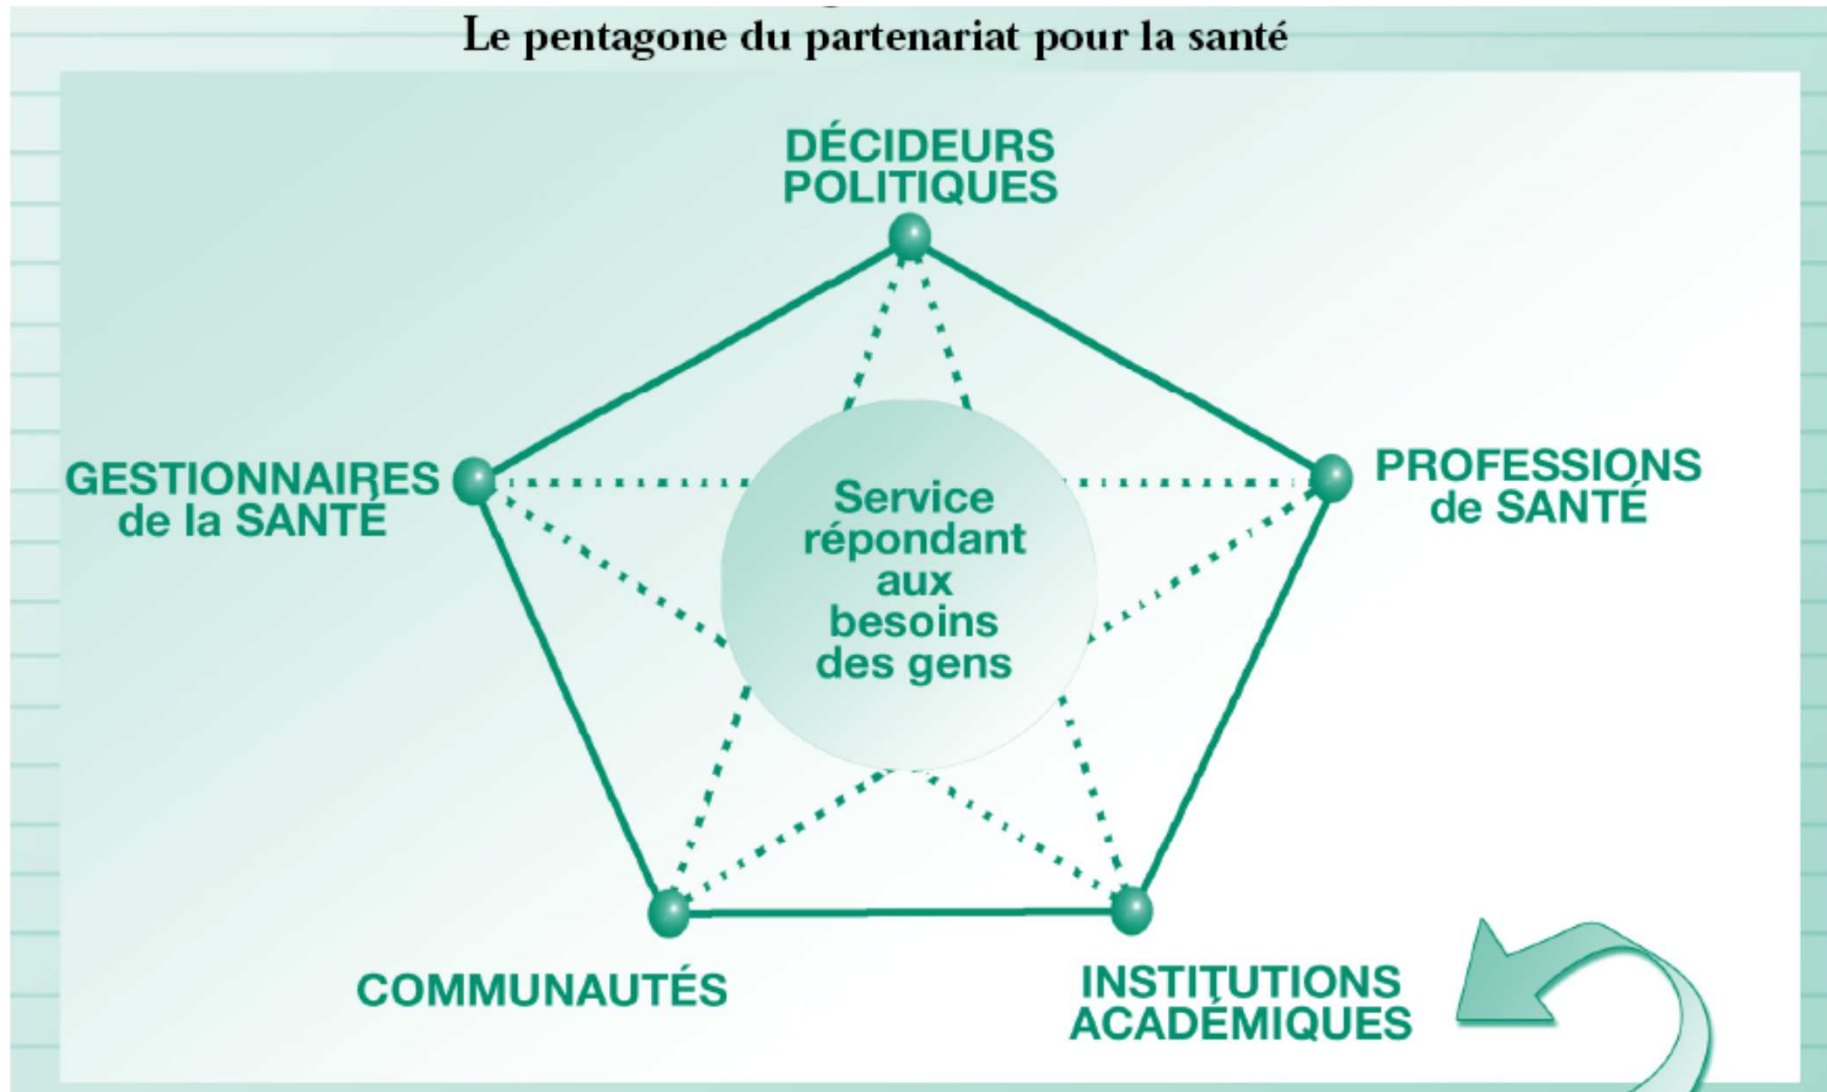 Le pentagone du partenariat pour la santé
DÉCIDEURS
POLITIQUES
GESTIONNAIRES
de la SANTÉ
PROFESSIONS
de SANTÉ
Service
répondant
aux
besoins
des gens
COMMUNAUTÉS
INSTITUTIONS
ACADÉMIQUES